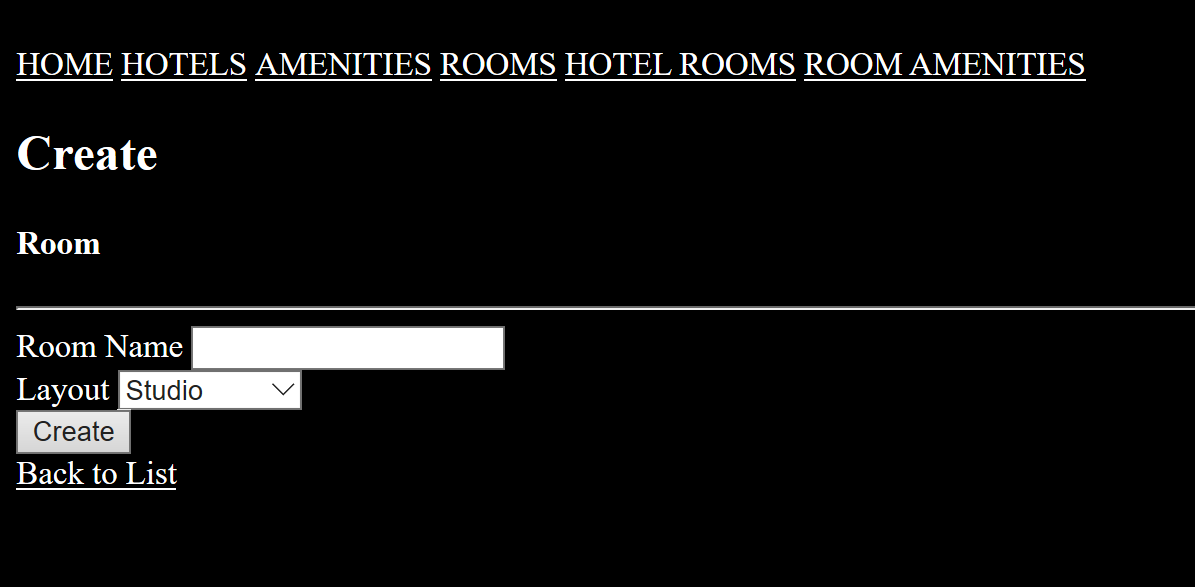 HOME HOTELS AMENITIES ROOMS HOTEL ROOMS ROOM AMENITIES
Create
Room
Room Name
Layout Studio
Create
Back to List